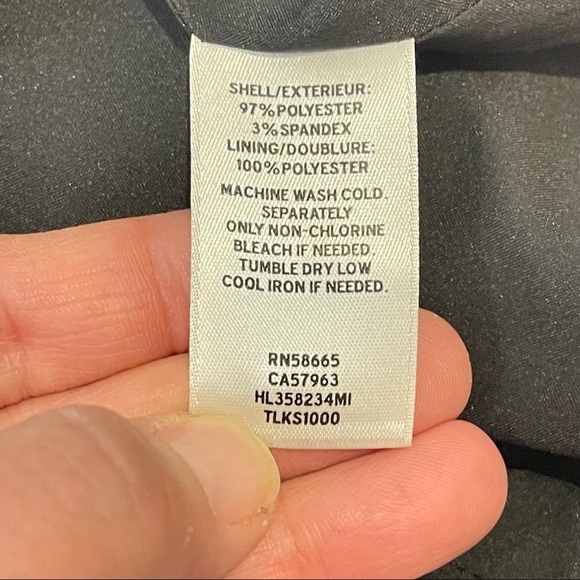 SHELL/EXTERIEUR:
97% POLYESTER
3% SPANDEX
LINING/DOUBLURE:
100% POLYESTER
MACHINE WASH COLD.
SEPARATELY
ONLY NON-CHLORINE
BLEACH IF NEEDED.
TUMBLE DRY LOW
COOL IRON IF NEEDED.
RN58665
CA57963
HL358234MI
TLKS1000